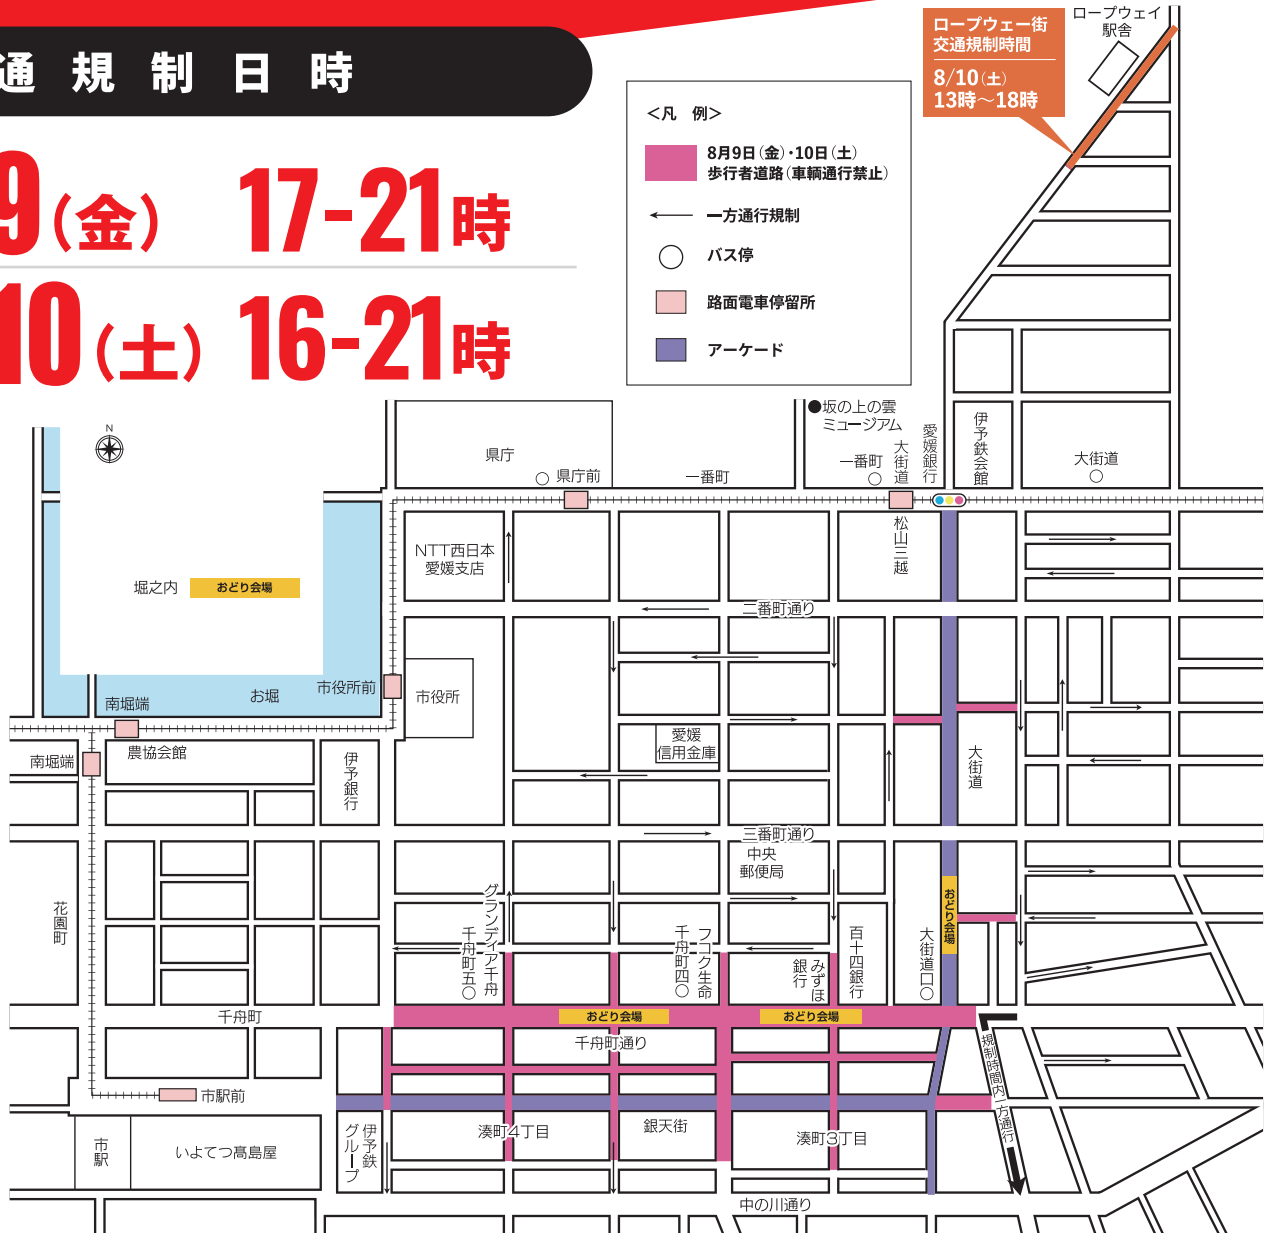 通規制日時
9（金）　17-21時
10（土）　16-21時
＜凡　例＞
8月9日（金）・10日（土）
歩行者道路（車輌通行禁止）
一方通行規制
バス停
路面電車停留所
アーケード
ロープウェー街
交通規制時間
8/10（土）
13時〜18時
ロープウェイ
駅舎
N
県庁
県庁前
一番町
●坂の上の雲
ミュージアム
一番町
大街道
愛媛銀行
伊予鉄会館
大街道
NTT西日本
愛媛支店
松山三越
堀之内
おどり会場
二番町通り
市役所前
市役所
お堀
南堀端
南堀端
農協会館
伊予銀行
愛媛
信用金庫
大街道
三番町通り
中央
郵便局
花園町
グランディア千舟
千舟町五
フコク生命
千舟町四
みずほ
銀行
百十四銀行
大街道口
おどり会場
千舟町
おどり会場
おどり会場
千舟町通り
規制時間内一方通行
市駅前
市駅
いよてつ髙島屋
伊予鉄
グループ
湊町4丁目
銀天街
湊町3丁目
中の川通り